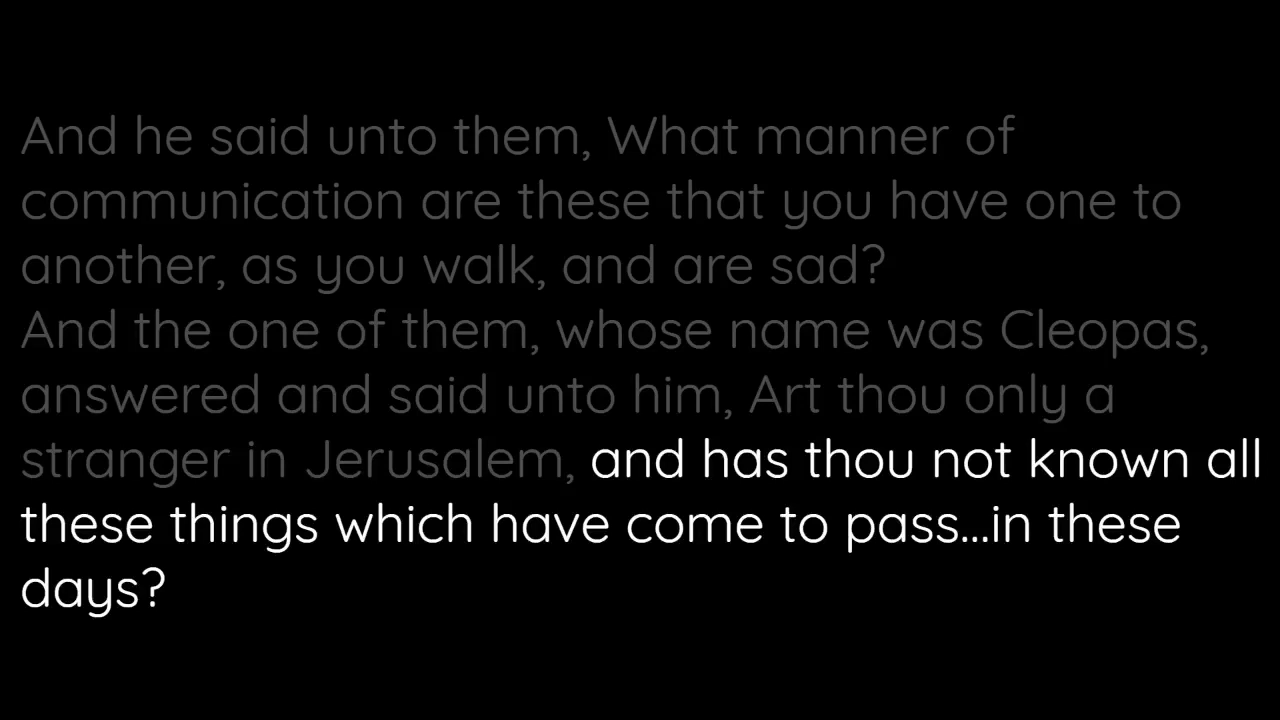 And he said unto them, What manner of
communication are these that you have one to
another, as you walk, and are sad?
And the one of them, whose name was Cleopas,
answered and said unto him, Art thou only a
stranger in Jerusalem, and has thou not known all
these things which have come to pass...in these
days?